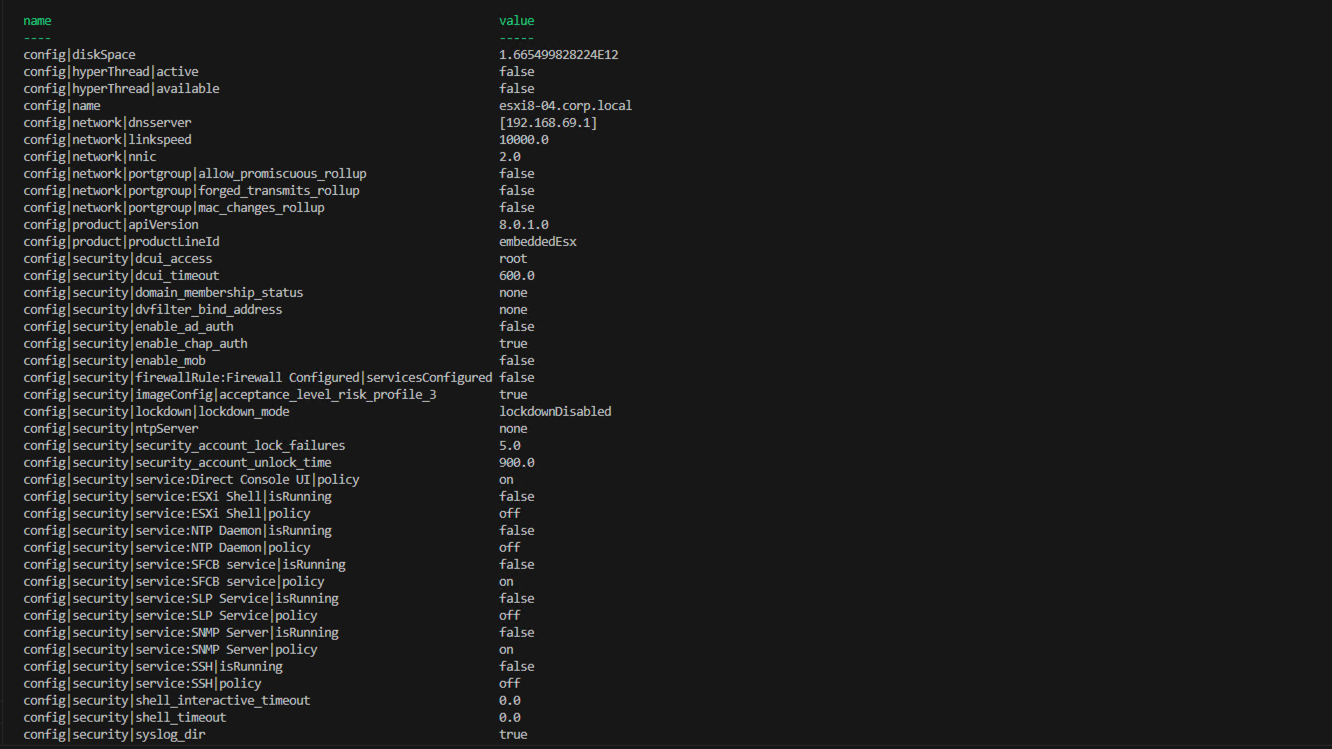 name value
---- -----
config|diskSpace 1.665499828224E12
config|hyperThread|active false
config|hyperThread|available false
config|name esxi8-04.corp.local
config|network|dnsserver [192.168.69.1]
config|network|linkspeed 10000.0
config|network|nnic 2.0
config|network|portgroup|allow_promiscuous_rollup false
config|network|portgroup|forged_transmits_rollup false
config|network|portgroup|mac_changes_rollup false
config|product|apiVersion 8.0.1.0
config|product|productLineId embeddedEsx
config|security|dcui_access root
config|security|dcui_timeout 600.0
config|security|domain_membership_status none
config|security|dvfilter_bind_address none
config|security|enable_ad_auth false
config|security|enable_chap_auth true
config|security|enable_mob false
config|security|firewallRule:Firewall Configured|servicesConfigured false
config|security|imageConfig|acceptance_level_risk_profile_3 true
config|security|lockdown|lockdown_mode lockdownDisabled
config|security|ntpServer none
config|security|security_account_lock_failures 5.0
config|security|security_account_unlock_time 900.0
config|security|service:Direct Console UI|policy on
config|security|service:ESXi Shell|isRunning false
config|security|service:ESXi Shell|policy off
config|security|service:NTP Daemon|isRunning false
config|security|service:NTP Daemon|policy off
config|security|service:SFCB service|isRunning false
config|security|service:SFCB service|policy on
config|security|service:SLP Service|isRunning false
config|security|service:SLP Service|policy off
config|security|service:SNMP Server|isRunning false
config|security|service:SNMP Server|policy on
config|security|service:SSH|isRunning false
config|security|service:SSH|policy off
config|security|shell_interactive_timeout 0.0
config|security|shell_timeout 0.0
config|security|syslog_dir true